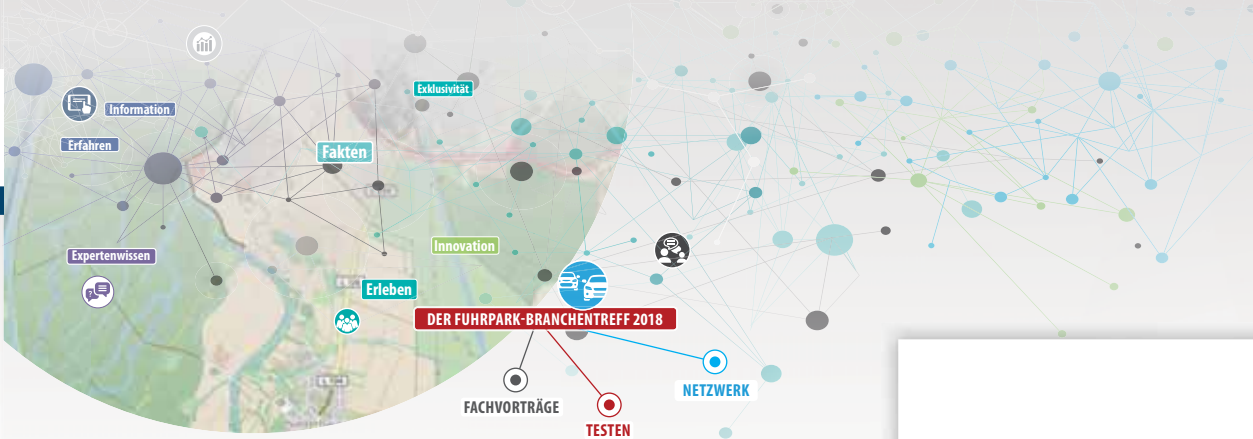 Exklusivität
Information
Erfahren
Fakten
Innovation
Expertenwissen
Erleben
DER FUHRPARK-BRANCHENTREFF 2018
NETZWERK
FACHVORTRÄGE
TESTEN